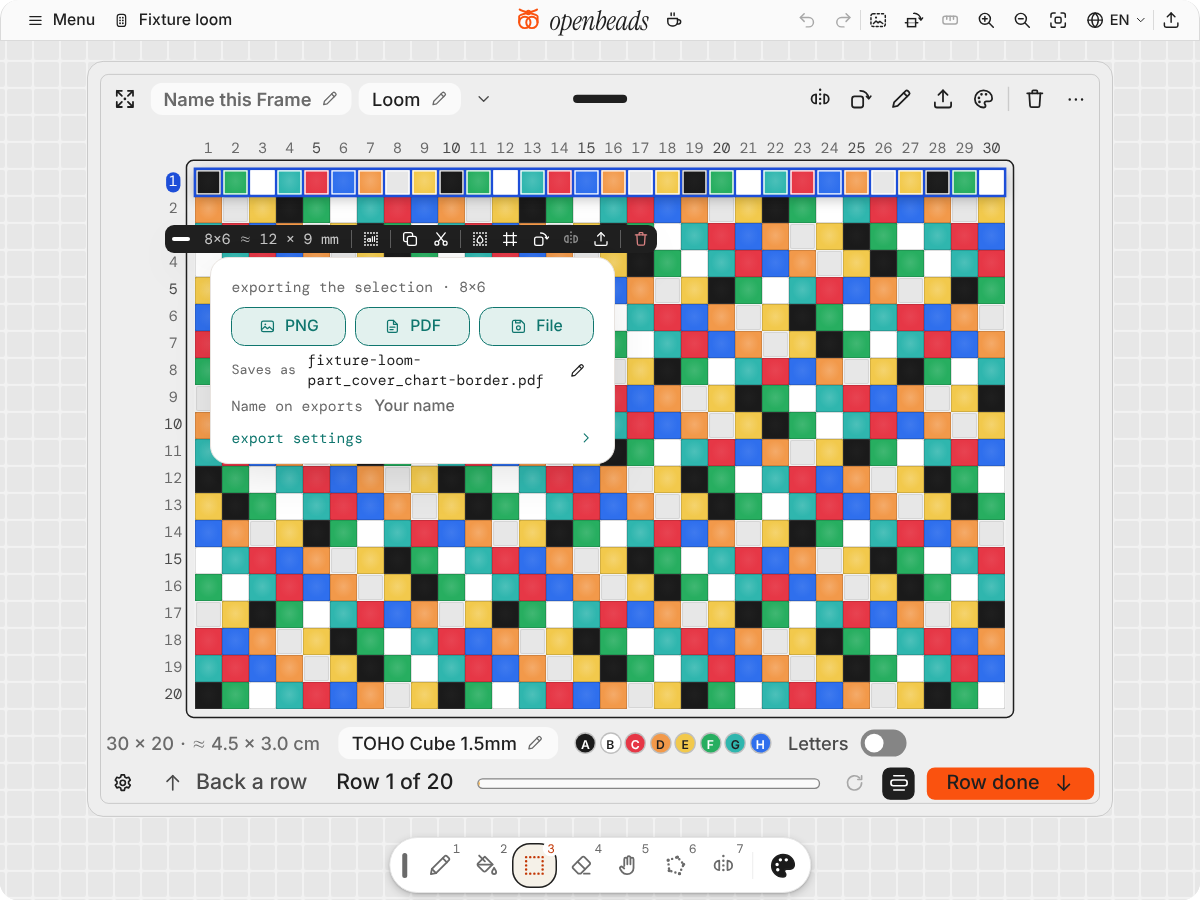 Menu
Fixture loom
openbeads
EN
Name this Frame
Loom
1 2 3 4 5 6 7 8 9 10 11 12 13 14 15 16 17 18 19 20 21 22 23 24 25 26 27 28 29 30
1
2
8×6 ≈ 12 × 9 mm
4
exporting the selection · 8×6
5
6
PNG
PDF
File
7
8
Saves as
fixture-loom-
part_cover_chart-border.pdf
9
Name on exports Your name
10
export settings
11
12
13
14
15
16
17
18
19
20
30 × 20 · ≈ 4.5 × 3.0 cm
TOHO Cube 1.5mm
A B C D E F G H
Letters
Back a row
Row 1 of 20
Row done
1 2 3 4 5 6 7